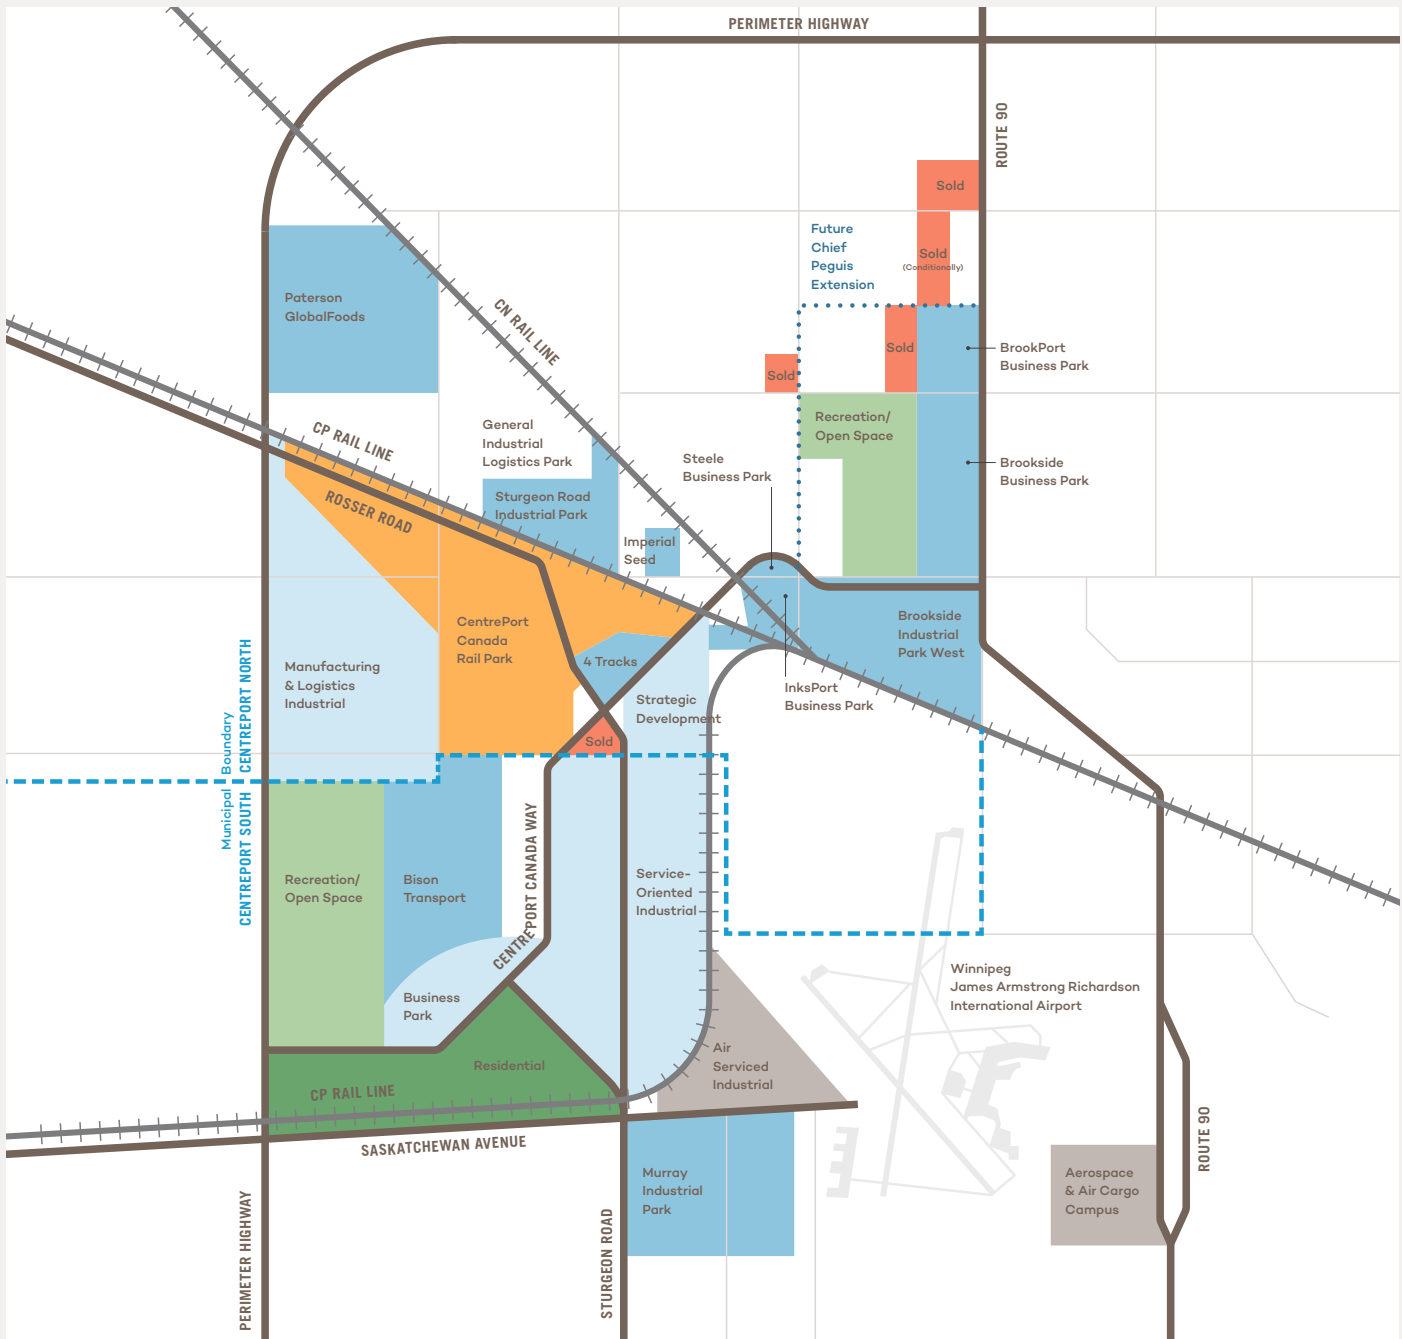 PERIMETER HIGHWAY
ROUTE 90
Sold
Future
Chief
Peguis
Extension
Sold
(Conditionally)
Paterson
GlobalFoods
CN RAIL LINE
Sold
BrookPort
Business Park
Sold
CP RAIL LINE
General
Industrial
Logistics Park
Recreation/
Open Space
Steele
Business Park
Brookside
Business Park
ROSSER ROAD
Sturgeon Road
Industrial Park
Imperial
Seed
CentrePort
Canada
Rail Park
Brookside
Industrial
Park West
4 Tracks
Manufacturing
& Logistics
Industrial
Strategic
Development
InksPort
Business Park
Sold
Municipal Boundary
CENTREPORT NORTH
CENTREPORT SOUTH
CENTREPORT CANADA WAY
Recreation/
Open Space
Bison
Transport
Service-
Oriented
Industrial
Winnipeg
James Armstrong Richardson
International Airport
Business
Park
Residential
Air
Serviced
Industrial
CP RAIL LINE
SASKATCHEWAN AVENUE
ROUTE 90
Murray
Industrial
Park
Aerospace
& Air Cargo
Campus
PERIMETER HIGHWAY
STURGEON ROAD